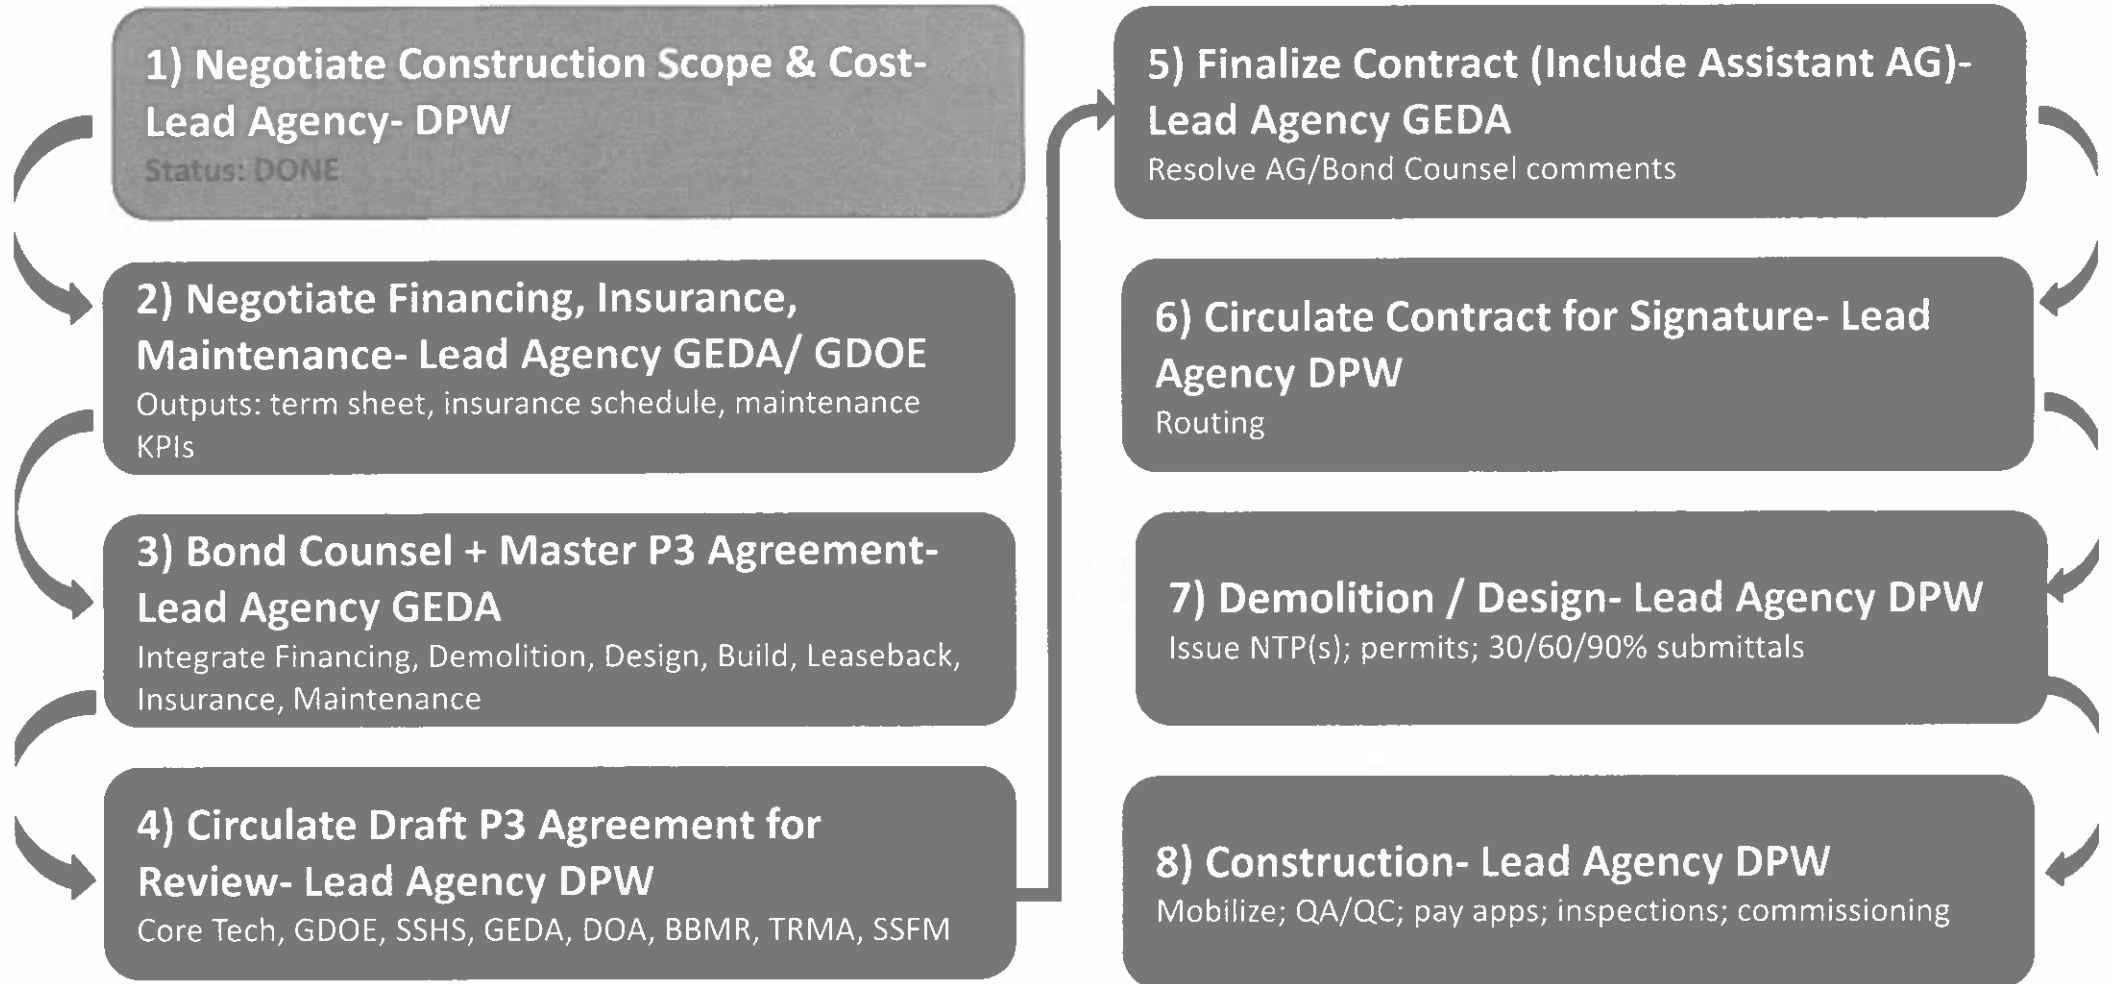 1) Negotiate Construction Scope & Cost-
Lead Agency- DPW
Status: DONE
2) Negotiate Financing, Insurance,
Maintenance- Lead Agency GEDA/ GDOE
Outputs: term sheet, insurance schedule, maintenance
KPIs
3) Bond Counsel + Master P3 Agreement-
Lead Agency GEDA
Integrate Financing, Demolition, Design, Build, Leaseback,
Insurance, Maintenance
4) Circulate Draft P3 Agreement for
Review- Lead Agency DPW
Core Tech, GDOE, SSHS, GEDA, DOA, BBMR, TRMA, SSFM
5) Finalize Contract (Include Assistant AG)-
Lead Agency GEDA
Resolve AG/Bond Counsel comments
6) Circulate Contract for Signature- Lead
Agency DPW
Routing
7) Demolition / Design- Lead Agency DPW
Issue NTP(s); permits; 30/60/90% submittals
8) Construction- Lead Agency DPW
Mobilize; QA/QC; pay apps; inspections; commissioning